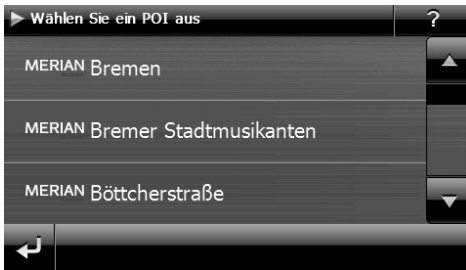 Wählen Sie ein POI aus ?
MERIAN Bremen
MERIAN Bremer Stadtmusikanten
MERIAN Böttcherstraße